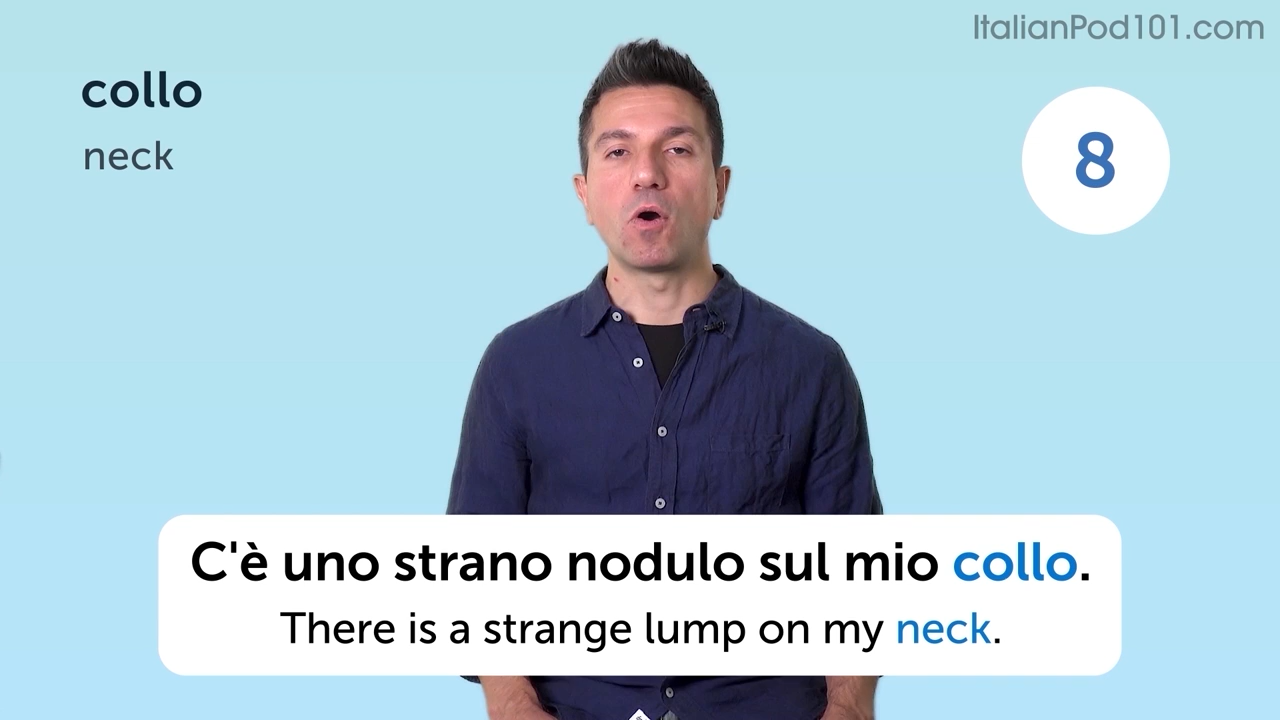 ItalianPod101.com
collo
neck
8
C'è uno strano nodulo sul mio collo.
There is a strange lump on my neck.